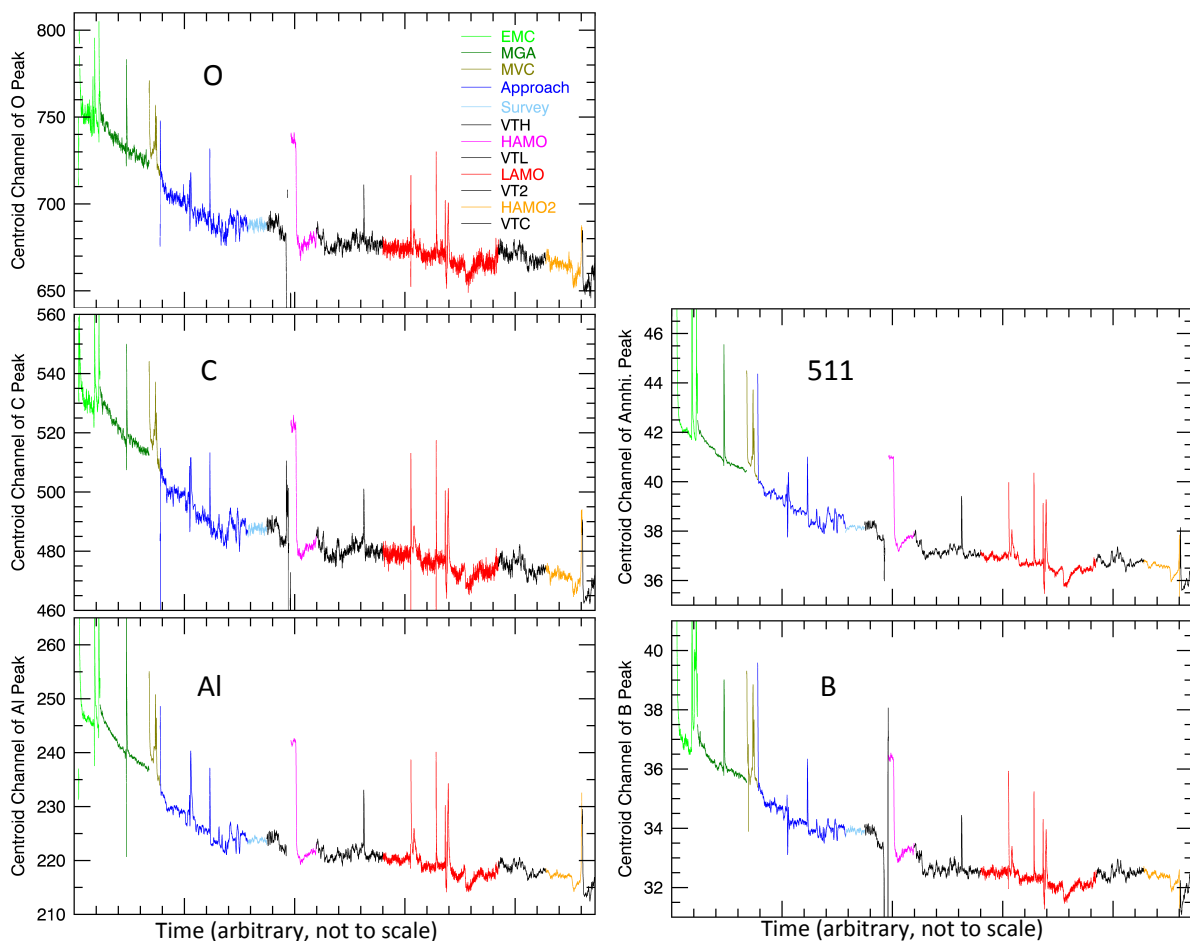 Centroid Channel of O Peak
800
750
700
650
O
EMC
MGA
MVC
Approach
Survey
VTH
HAMO
VTL
LAMO
VT2
HAMO2
VTC
Centroid Channel of C Peak
560
540
520
500
480
460
C
Centroid Channel of Al Peak
260
250
240
230
220
210
Al
Time (arbitrary, not to scale)
Centroid Channel of Annhi. Peak
46
44
42
40
38
36
511
Centroid Channel of B Peak
40
38
36
34
32
B
Time (arbitrary, not to scale)